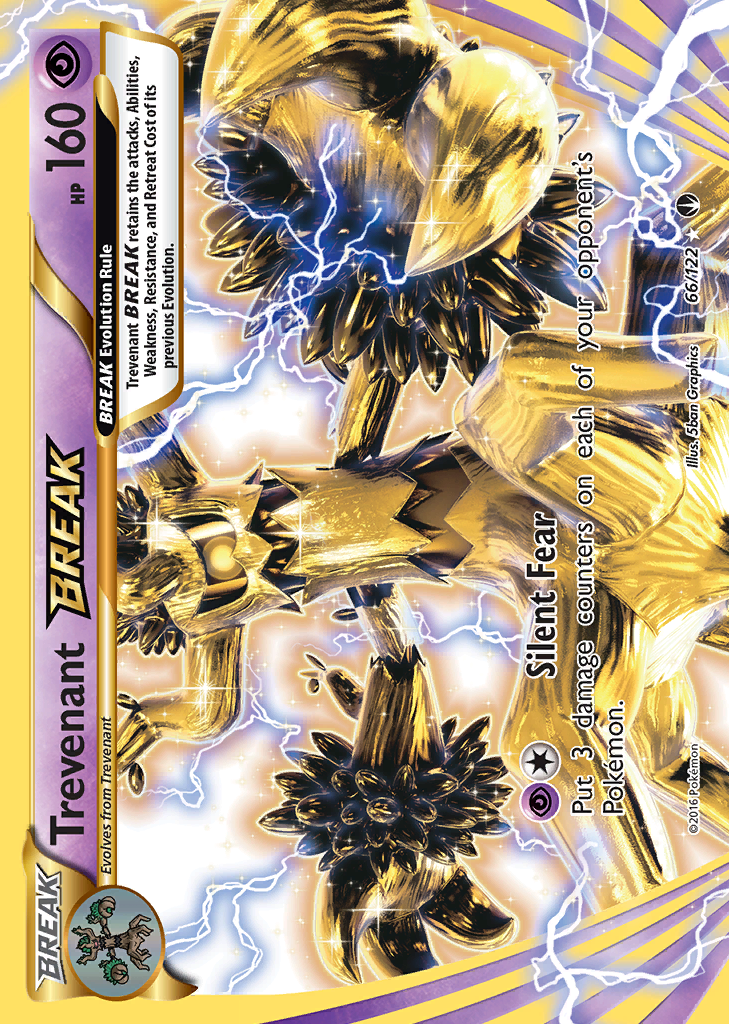 BREAK
Trevenant BREAK
HP 160
Evolves from Trevenant
BREAK Evolution Rule
Trevenant BREAK retains the attacks, Abilities,
Weakness, Resistance, and Retreat Cost of its
previous Evolution.
Silent Fear
Put 3 damage counters on each of your opponent's
Pokémon.
Illus. 5ban Graphics
66/122 ★
©2016 Pokémon